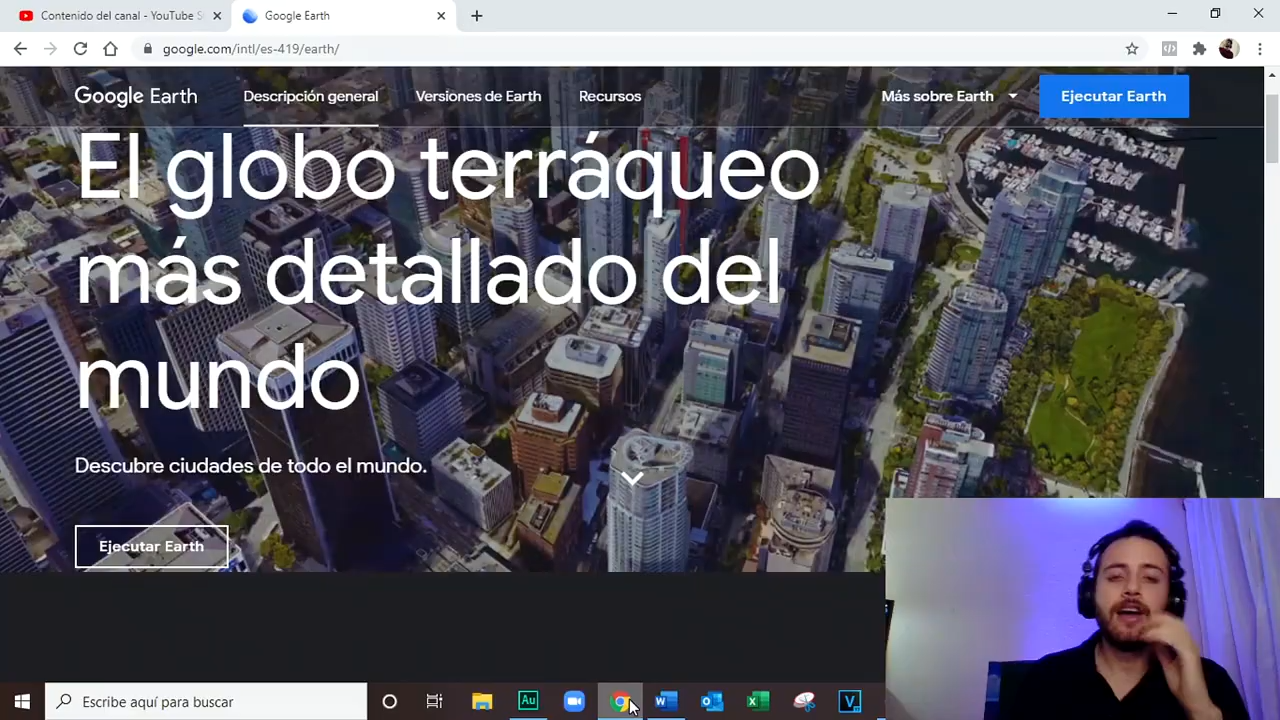 Contenido del canal - YouTube S
Google Earth
google.com/intl/es-419/earth/
Google Earth
Descripción general
Versiones de Earth
Recursos
Más sobre Earth
Ejecutar Earth
El globo terráqueo
más detallado del
mundo
Descubre ciudades de todo el mundo.
Ejecutar Earth
Escribe aquí para buscar
Au